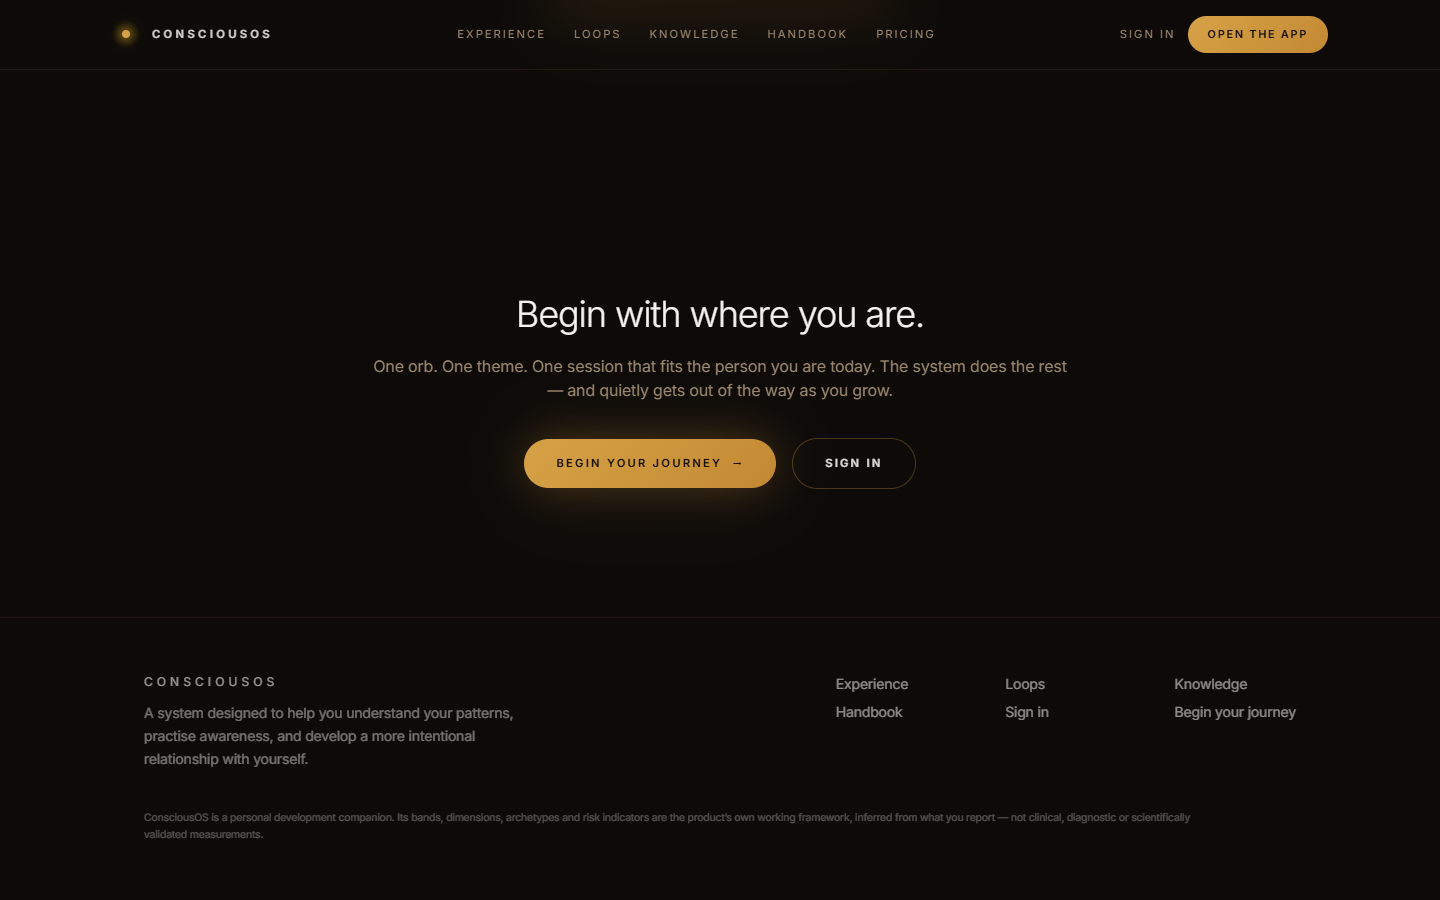 CONSCIOUSOS
EXPERIENCE LOOPS KNOWLEDGE HANDBOOK PRICING
SIGN IN OPEN THE APP
Begin with where you are.
One orb. One theme. One session that fits the person you are today. The system does the rest
— and quietly gets out of the way as you grow.
BEGIN YOUR JOURNEY →
SIGN IN
CONSCIOUSOS
A system designed to help you understand your patterns,
practise awareness, and develop a more intentional
relationship with yourself.
Experience Loops Knowledge
Handbook Sign in Begin your journey
ConsciousOS is a personal development companion. Its bands, dimensions, archetypes and risk indicators are the product's own working framework, inferred from what you report — not clinical, diagnostic or scientifically
validated measurements.